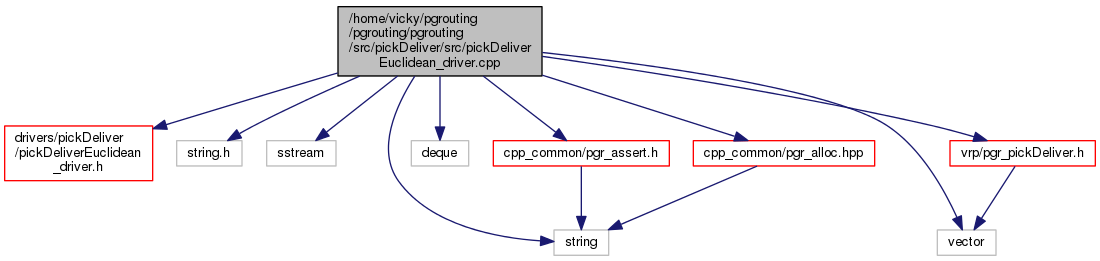 /home/vicky/pgrouting
/pgrouting/pgrouting
/src/pickDeliver/src/pickDeliver
Euclidean_driver.cpp
drivers/pickDeliver
/pickDeliverEuclidean
_driver.h
string.h
sstream
deque
cpp_common/pgr_assert.h
cpp_common/pgr_alloc.hpp
vrp/pgr_pickDeliver.h
string
vector